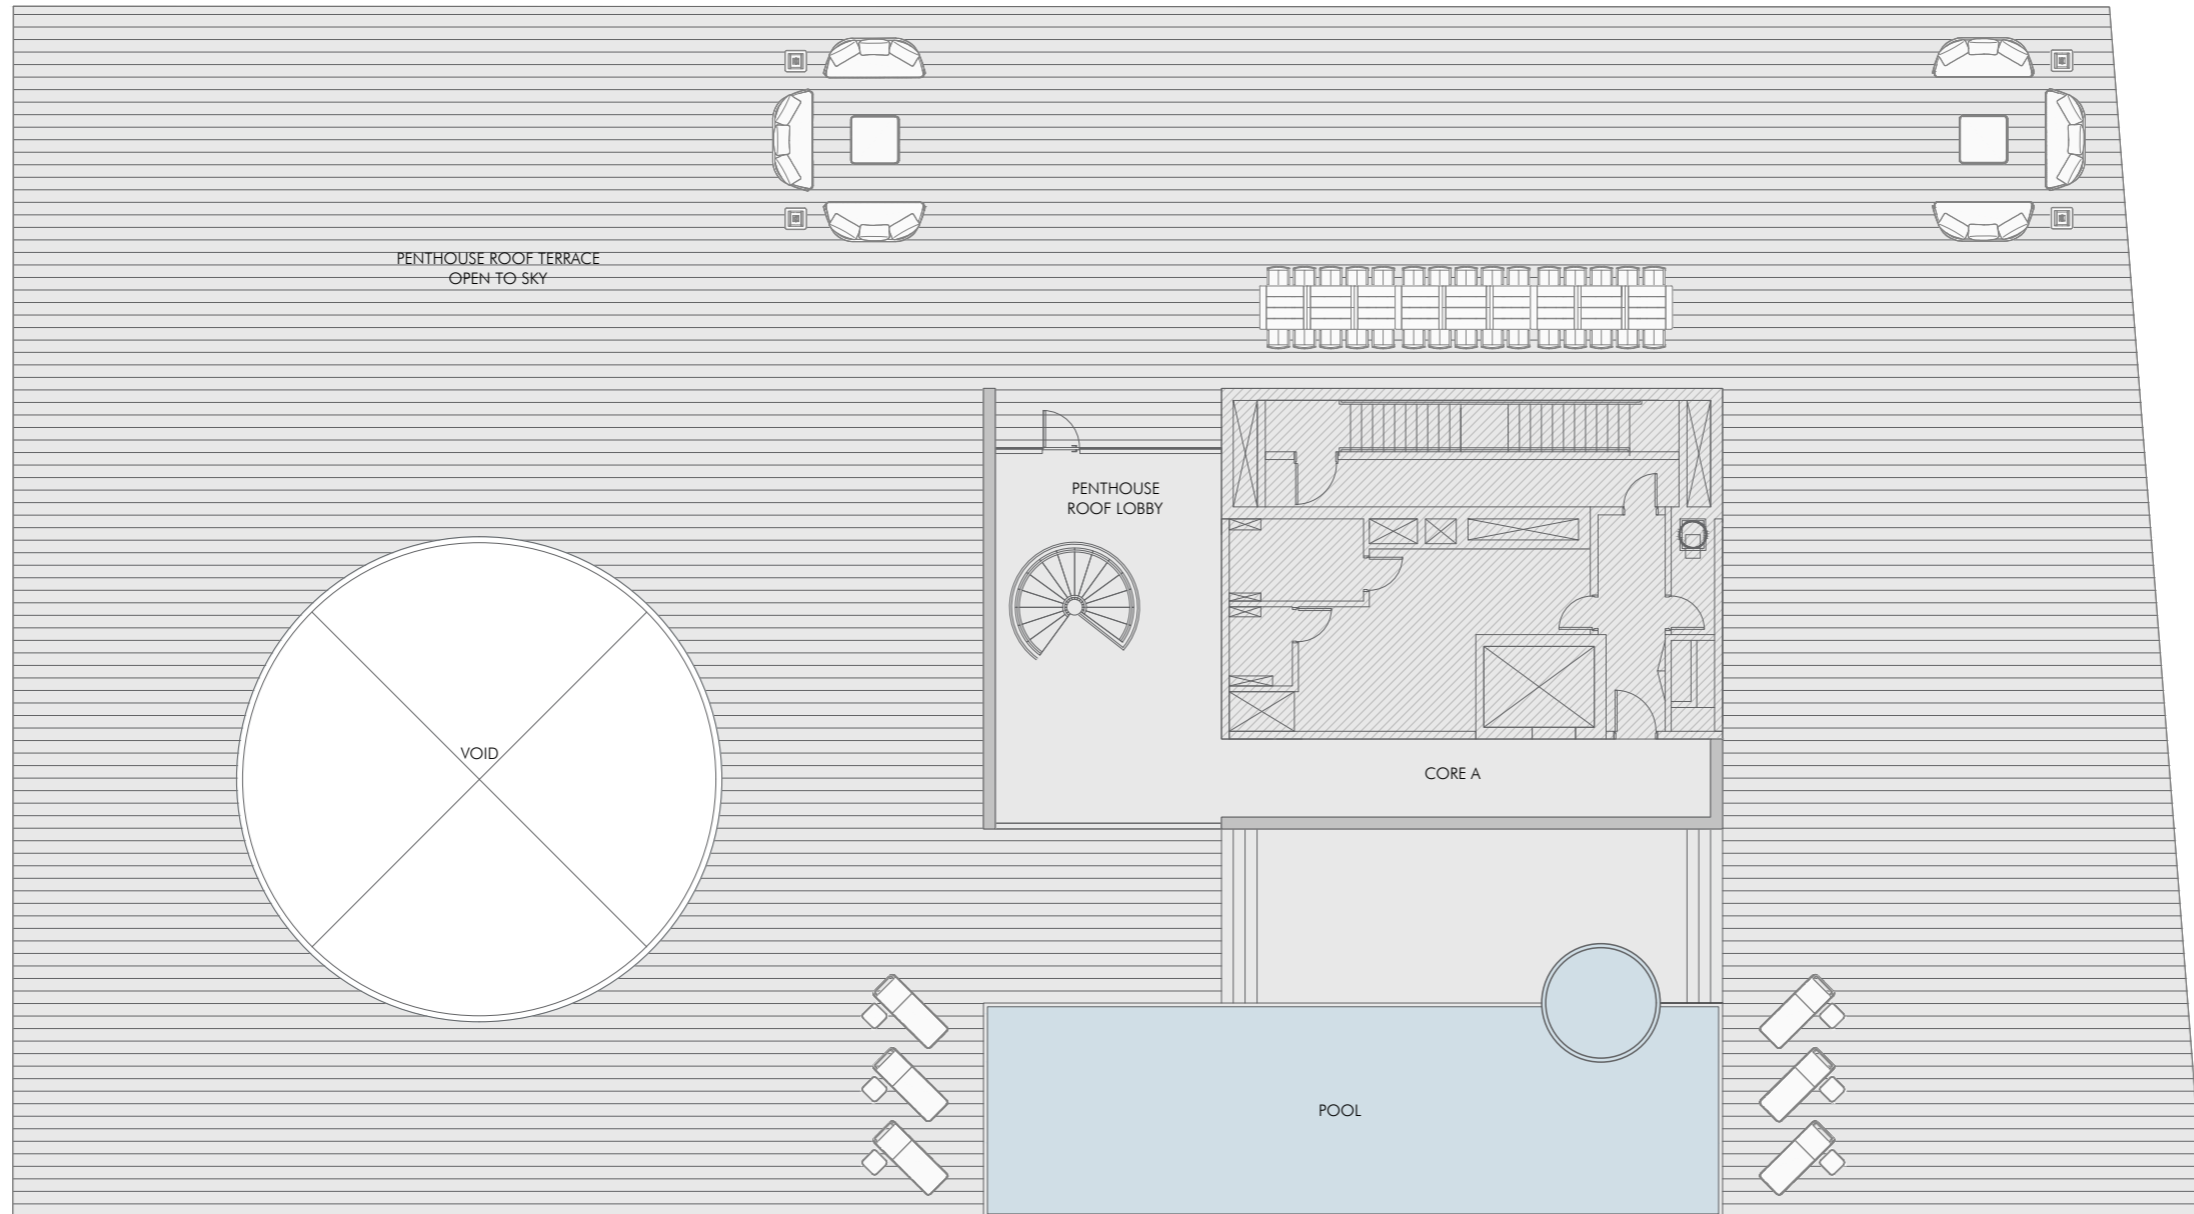 PENTHOUSE ROOF TERRACE
OPEN TO SKY
PENTHOUSE
ROOF LOBBY
VOID
CORE A
POOL